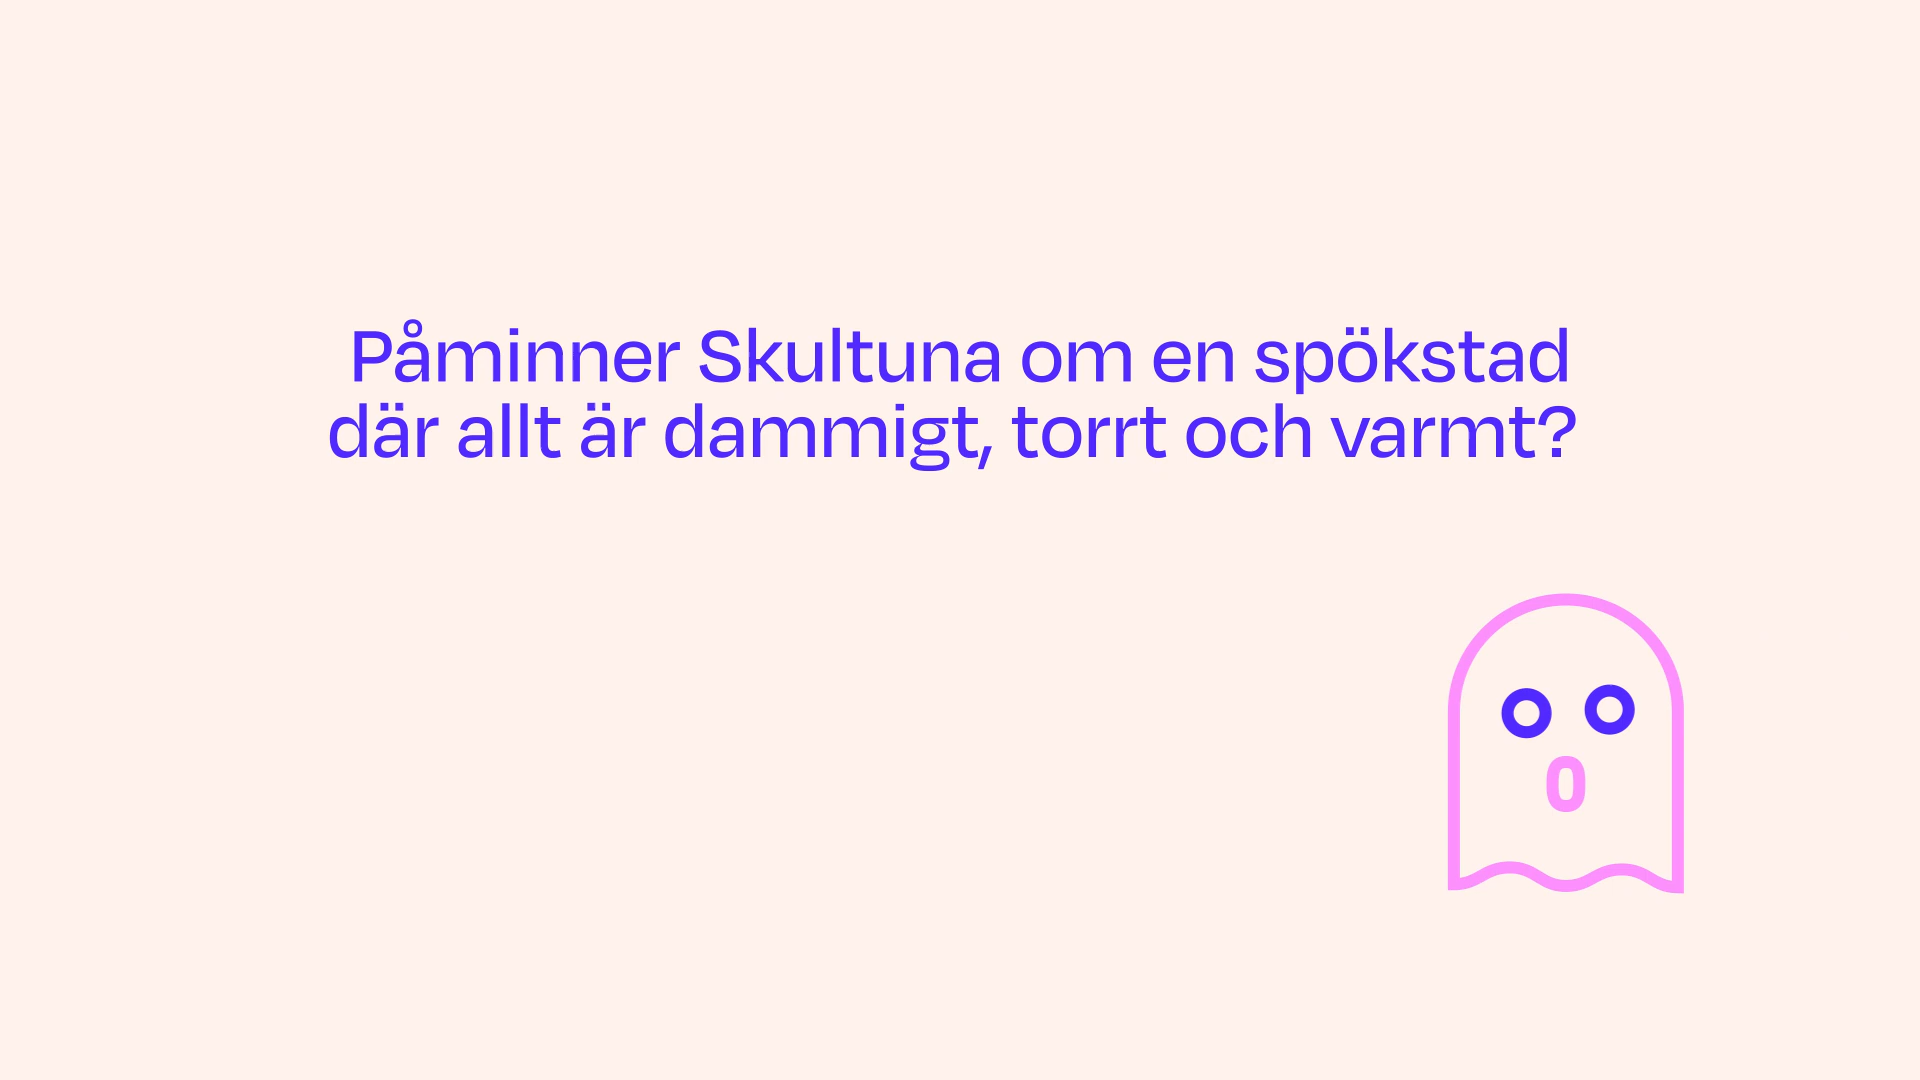 Påminner Skultuna om en spökstad
där allt är dammigt, torrt och varmt?